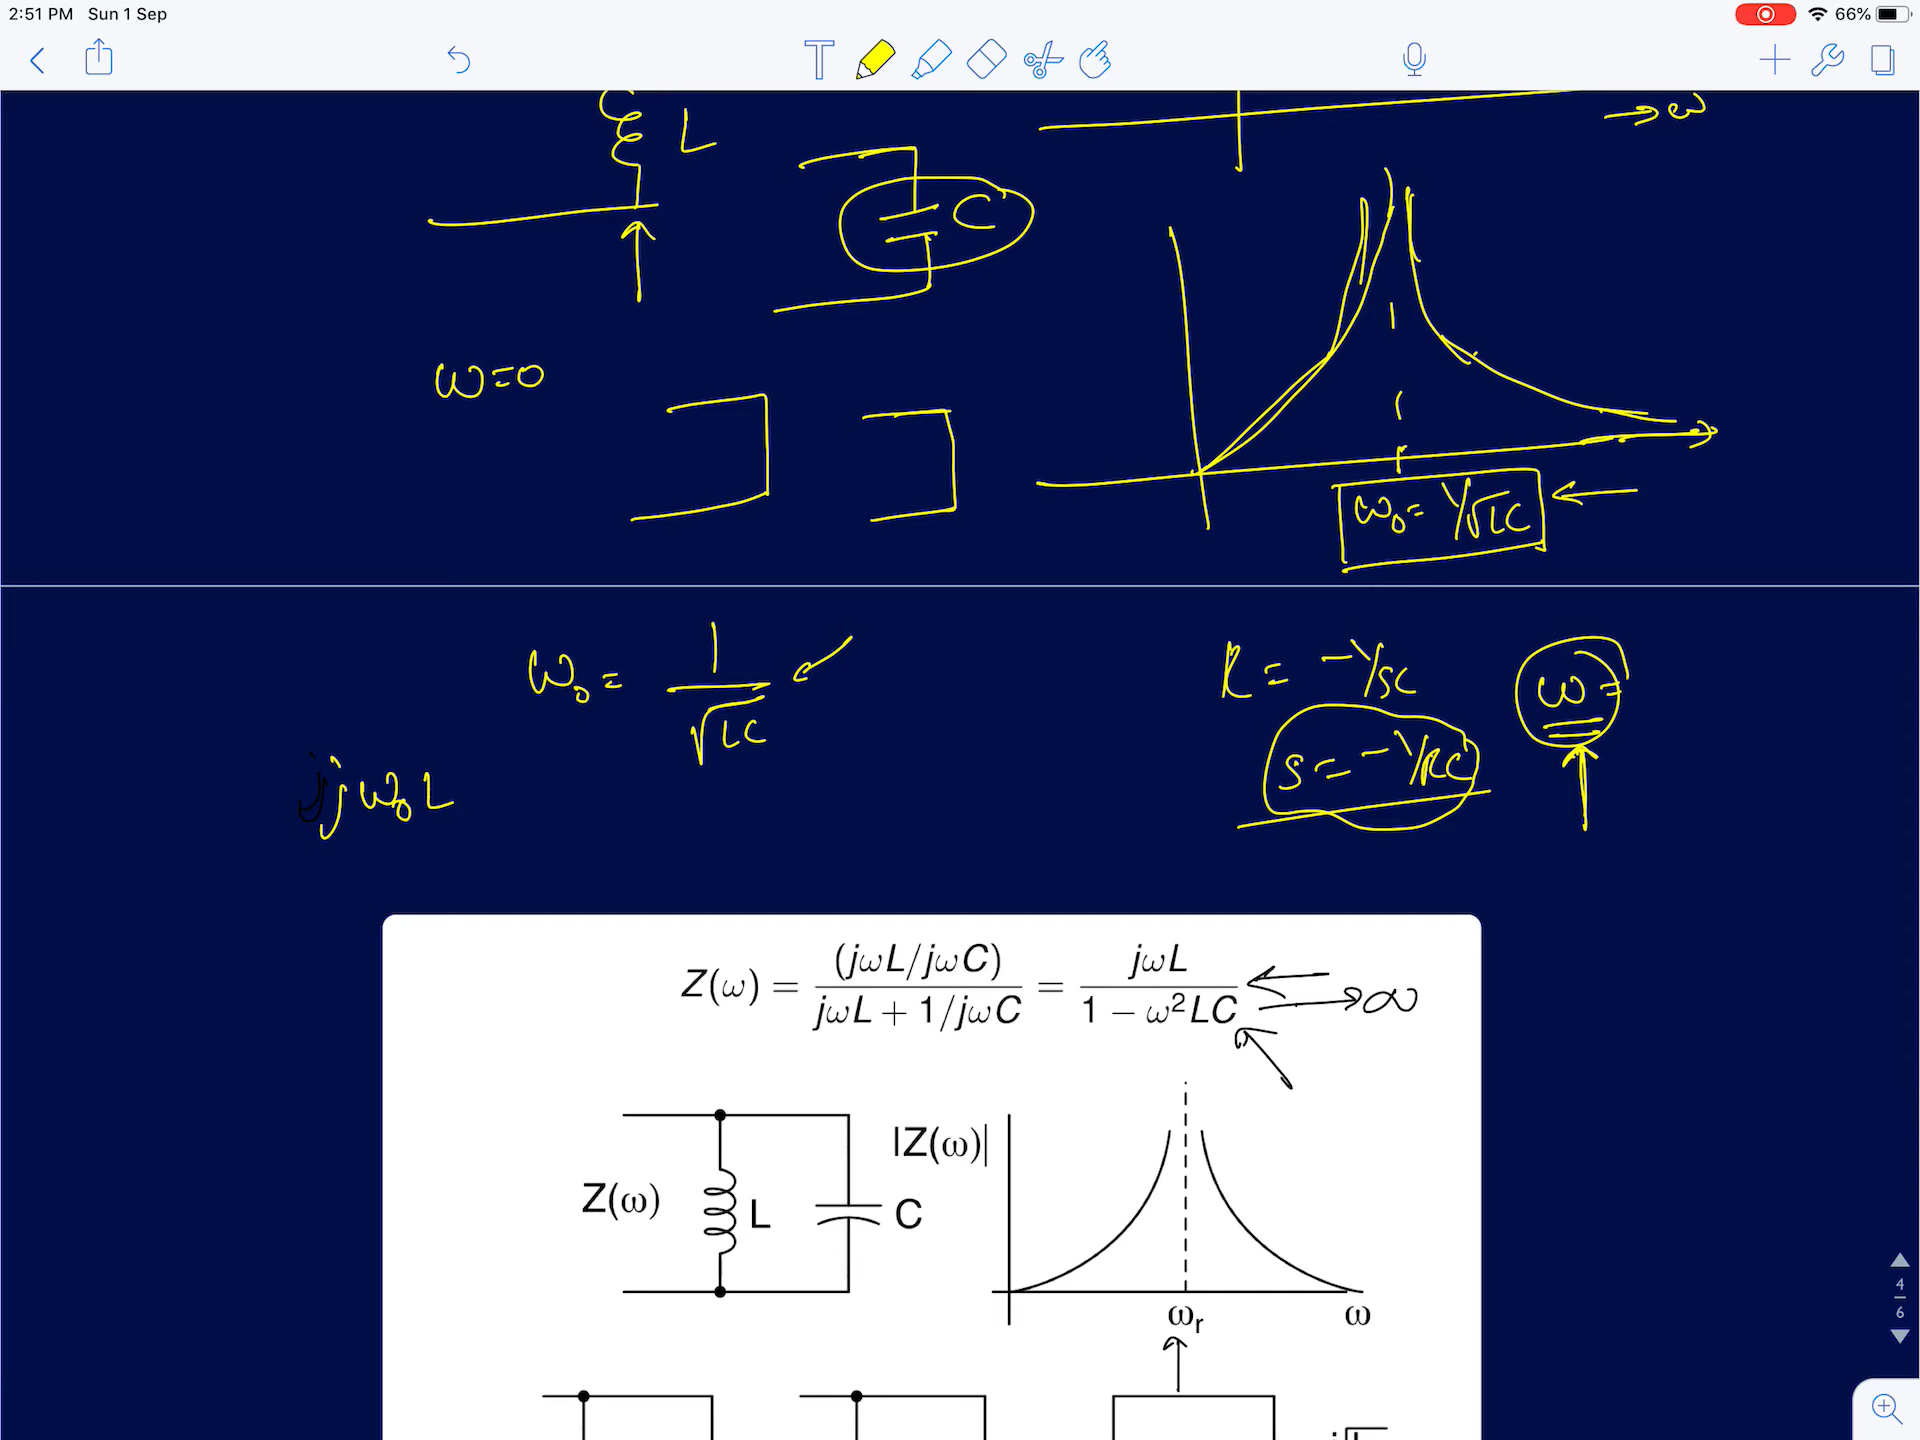 2:51 PM Sun 1 Sep 66%
T
L
→ω
C
ω=0
ω₀= 1/√LC
ω₀ = 1/√LC
R = -1/sC
ω=
s = -1/RC
jω₀L
Z(ω) = (jωL/jωC)/(jωL + 1/jωC) = jωL/(1 − ω²LC) → ∞
|Z(ω)|
Z(ω) L C
ωr ω
4
6